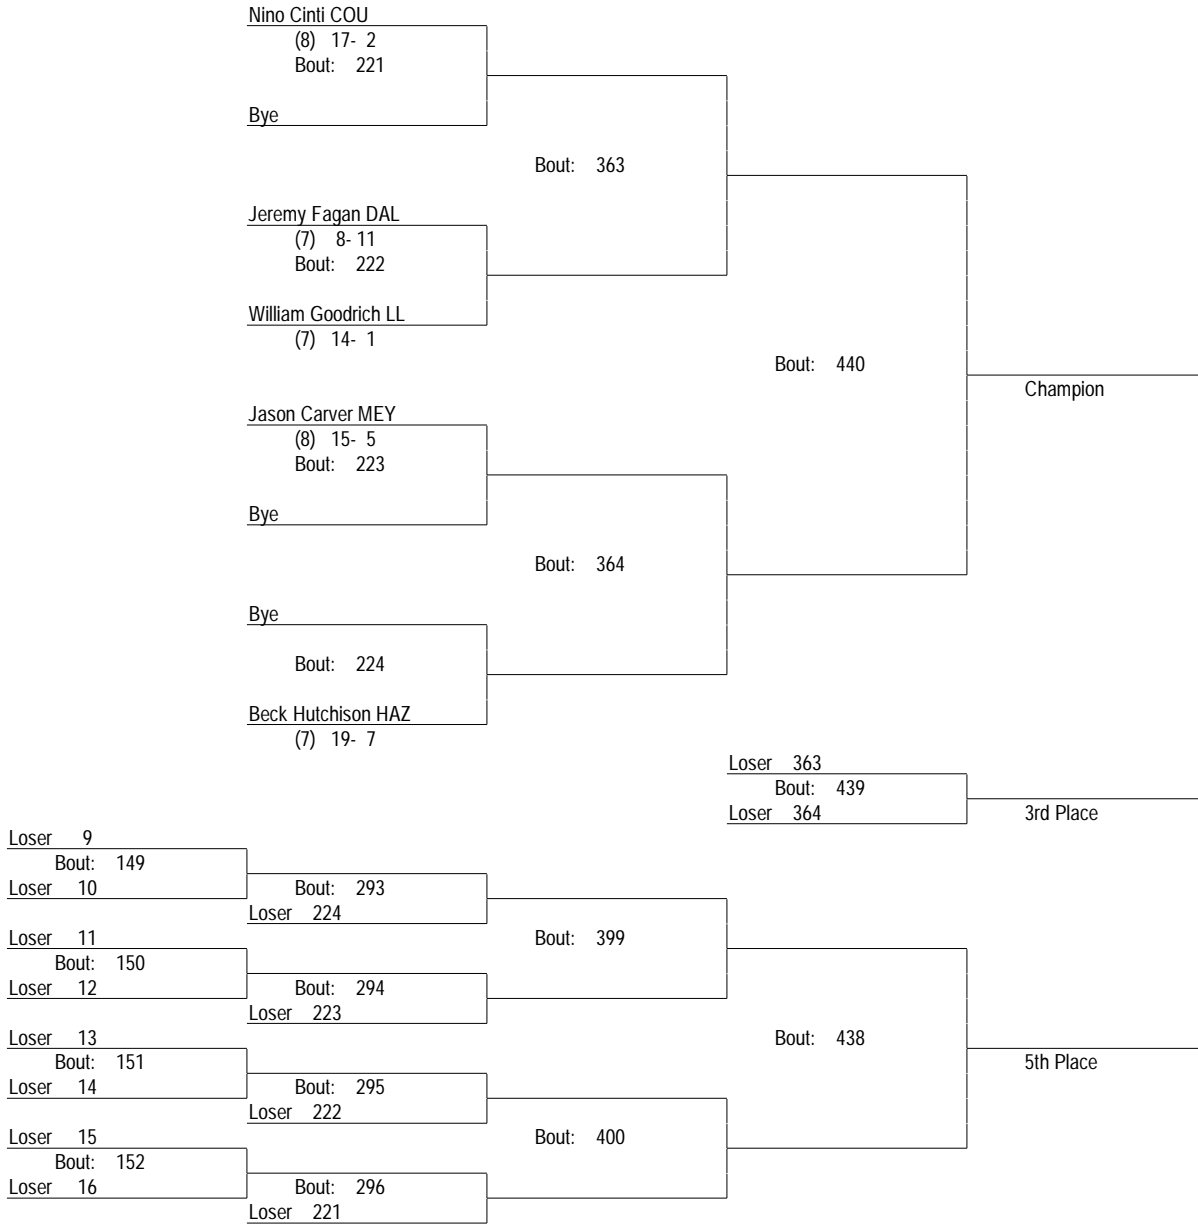 Nino Cinti COU
(8) 17- 2
Bout: 221
Bye
Bout: 363
Jeremy Fagan DAL
(7) 8- 11
Bout: 222
William Goodrich LL
(7) 14- 1
Bout: 440
Champion
Jason Carver MEY
(8) 15- 5
Bout: 223
Bye
Bout: 364
Bye
Bout: 224
Beck Hutchison HAZ
(7) 19- 7
Loser 363
Bout: 439
Loser 364
3rd Place
Loser 9
Bout: 149
Loser 10
Bout: 293
Loser 224
Loser 11
Bout: 399
Bout: 150
Loser 12
Bout: 294
Loser 223
Loser 13
Bout: 438
Bout: 151
5th Place
Loser 14
Bout: 295
Loser 222
Loser 15
Bout: 400
Bout: 152
Loser 16
Bout: 296
Loser 221